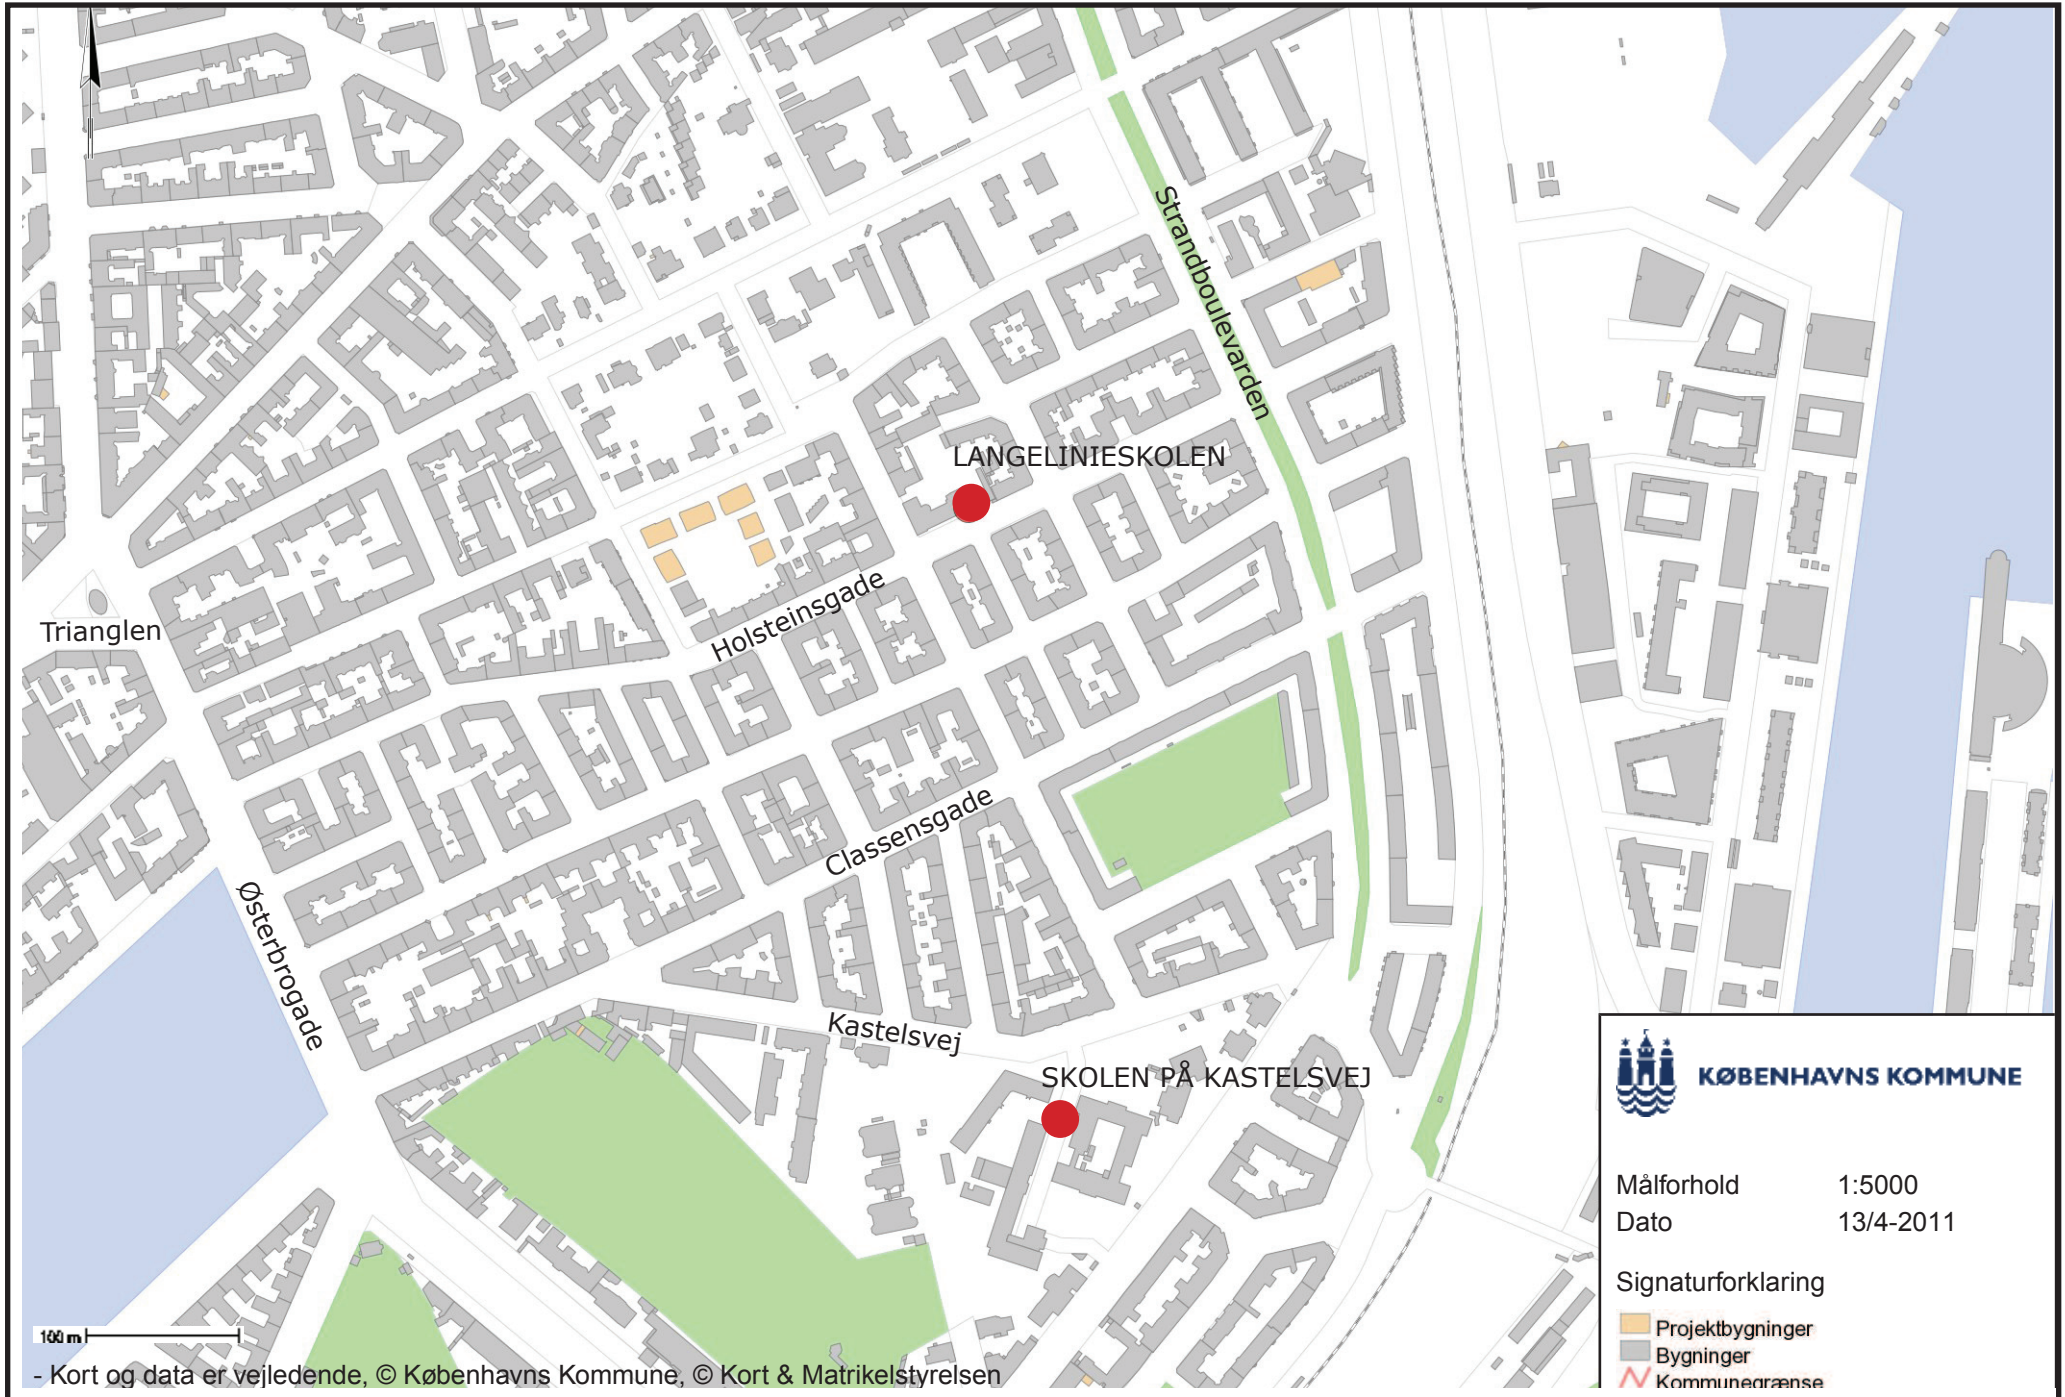 Strandboulevarden
LANGELINIESKOLEN
Holsteinsgade
Trianglen
Classensgade
Østerbrogade
Kastelsvej
SKOLEN PÅ KASTELSVEJ
KØBENHAVNS KOMMUNE
Målforhold 1:5000
Dato 13/4-2011
Signaturforklaring
Projektbygninger
Bygninger
Kommunegrænse
100 m
- Kort og data er vejledende, © Københavns Kommune, © Kort & Matrikelstyrelsen